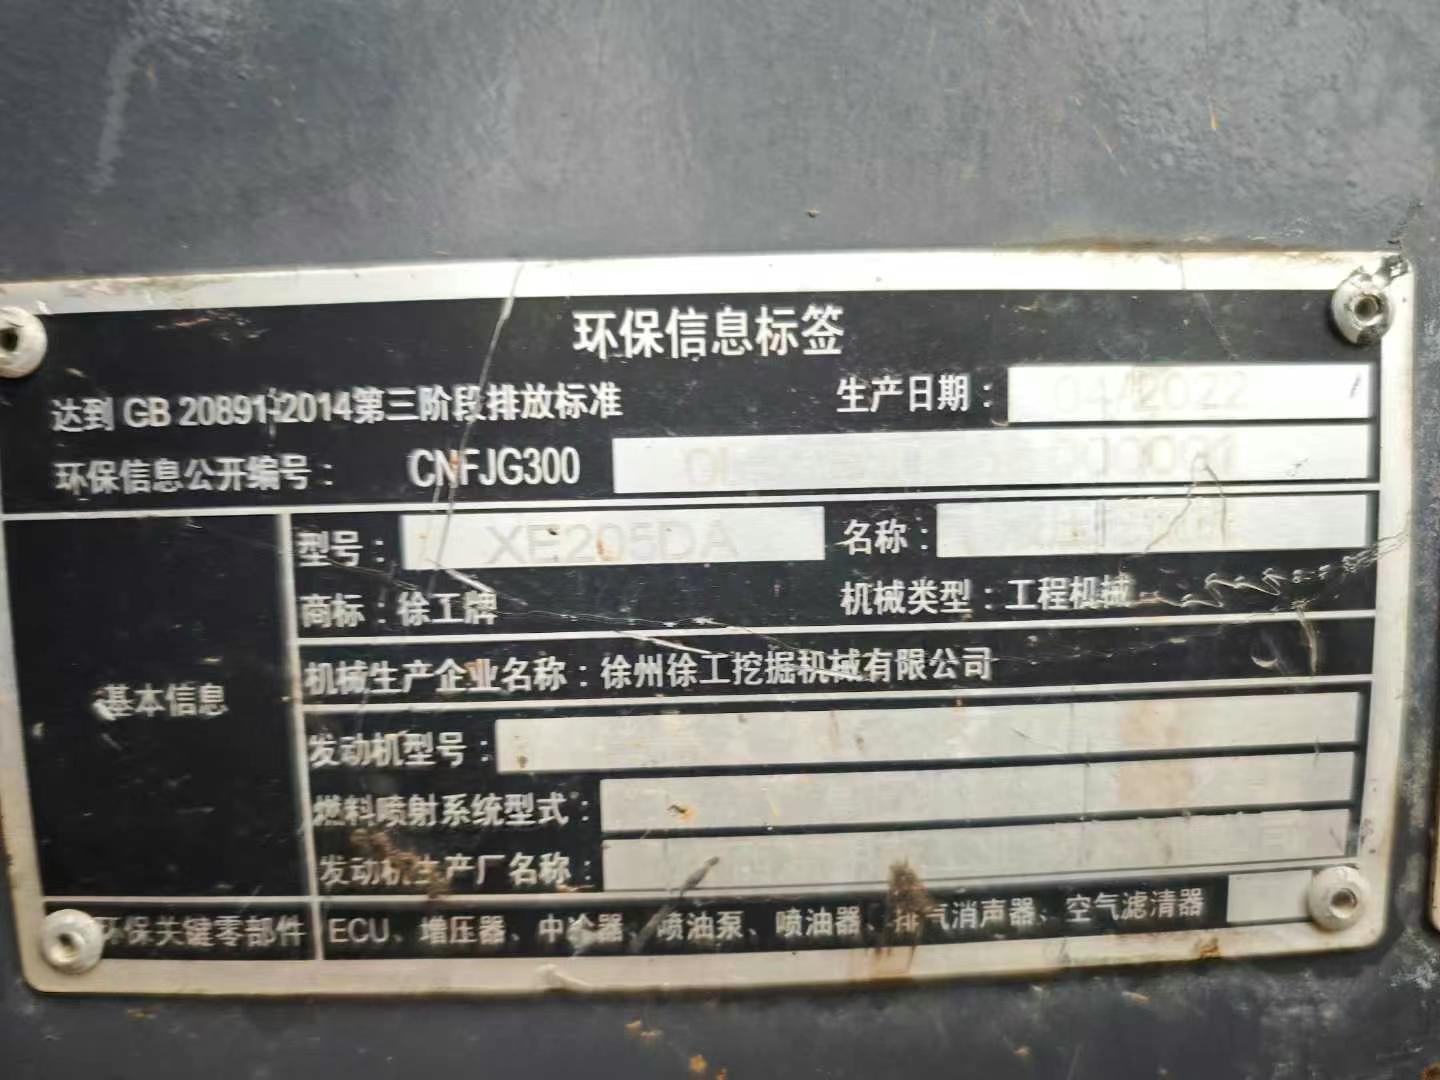 环保信息标签
达到 GB 20891-2014第三阶段排放标准
生产日期：04/2022
环保信息公开编号： CNFJG300
型号：XE205DA
名称：
商标：徐工牌
机械类型：工程机械
基本信息
机械生产企业名称：徐州徐工挖掘机械有限公司
发动机型号：
燃料喷射系统型式：
发动机生产厂名称：
环保关键零部件
ECU、增压器、中冷器、喷油泵、喷油器、排气消声器、空气滤清器